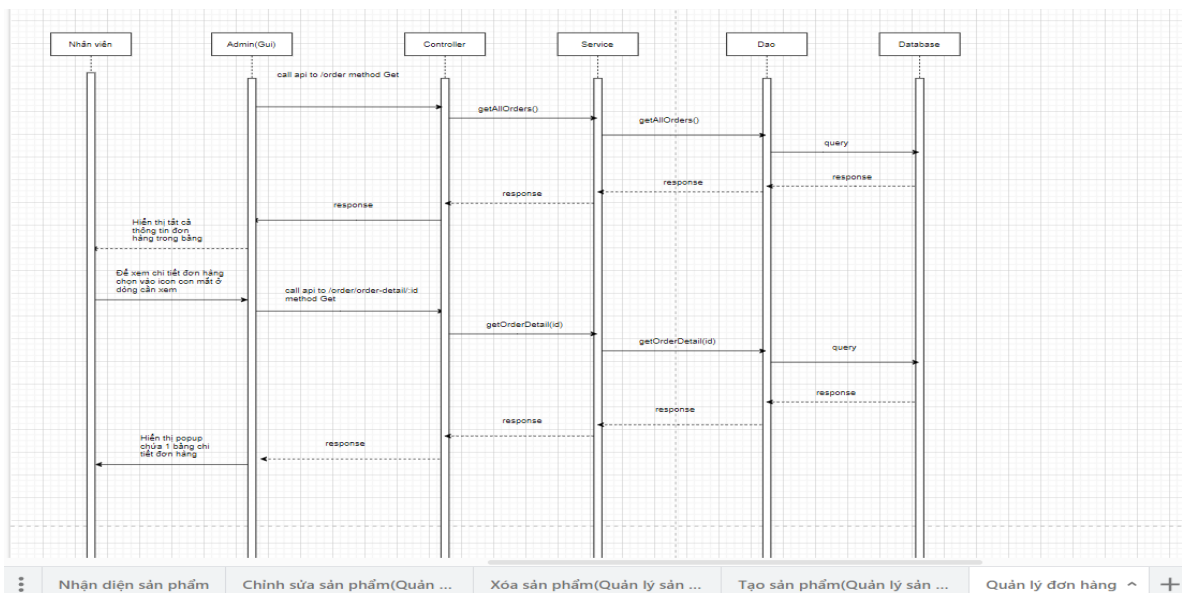 Nhân viên
Admin(Gui)
Controller
Service
Dao
Database
call api to /order method Get
getAllOrders()
getAllOrders()
query
response
response
response
response
Hiển thị tất cả
thông tin đơn
hàng trong bảng
Để xem chi tiết đơn hàng
chọn vào icon con mắt ở
dòng cần xem
call api to /order/order-detail/:id
method Get
getOrderDetail(id)
getOrderDetail(id)
query
response
response
response
response
Hiển thị popup
chứa 1 bảng chi
tiết đơn hàng
Nhận diện sản phẩm
Chỉnh sửa sản phẩm(Quản ...
Xóa sản phẩm(Quản lý sản ...
Tạo sản phẩm(Quản lý sản ...
Quản lý đơn hàng